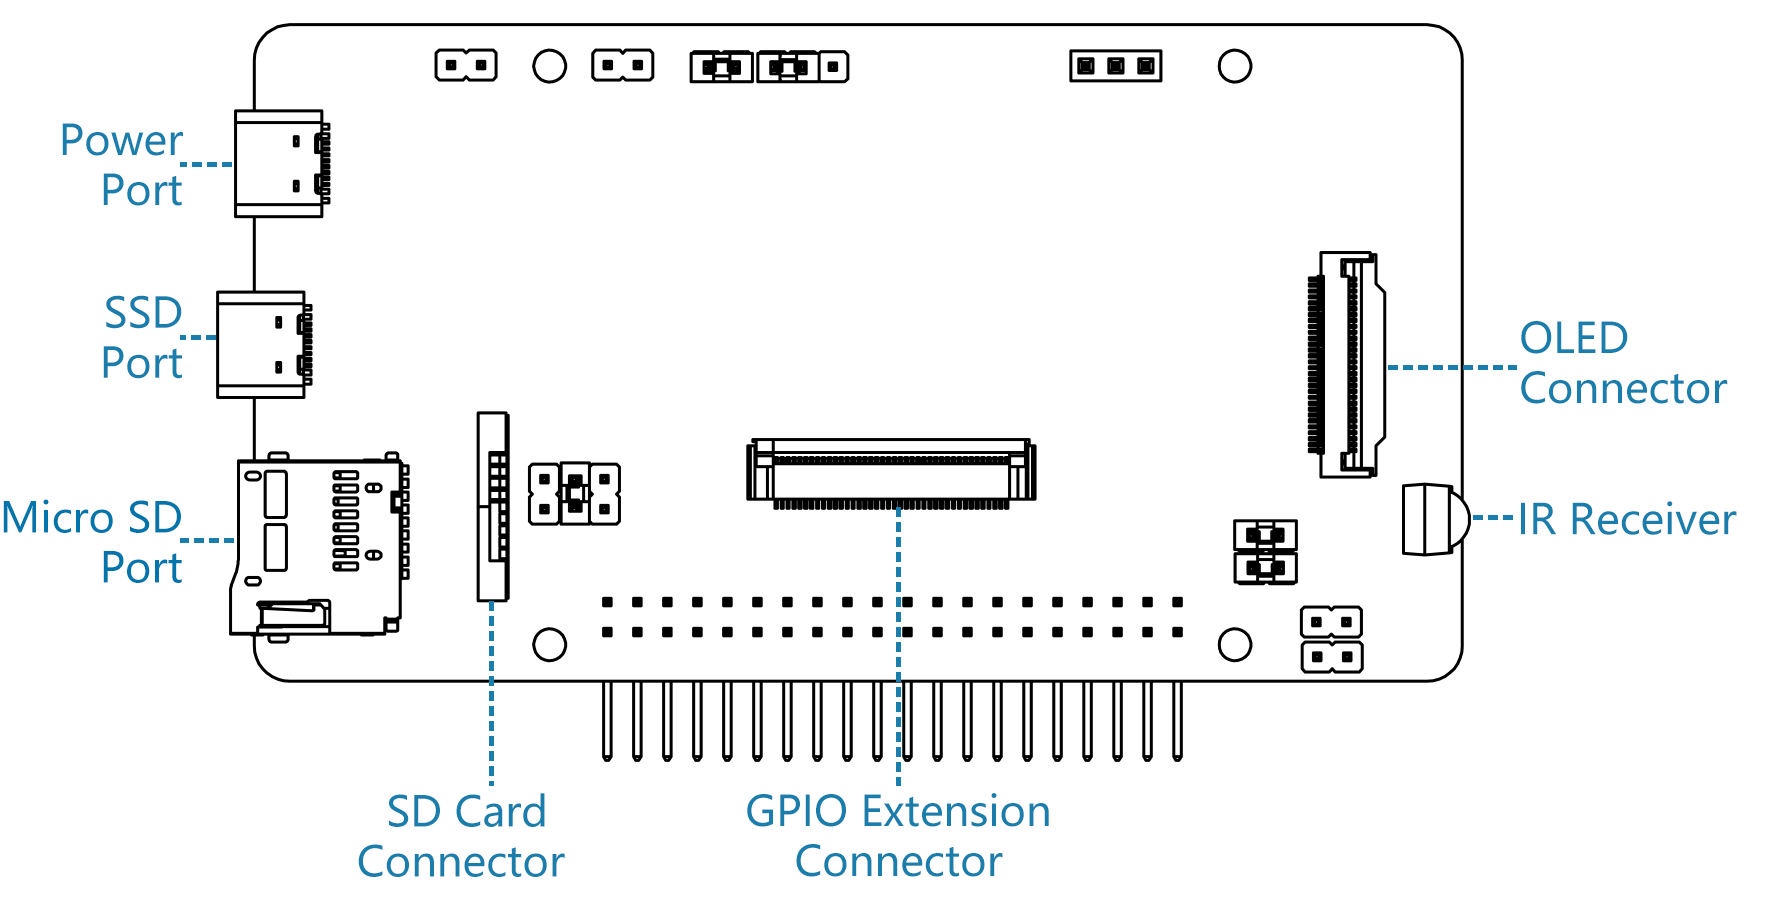 Power
Port
SSD
Port
Micro SD
Port
OLED
Connector
IR Receiver
SD Card
Connector
GPIO Extension
Connector